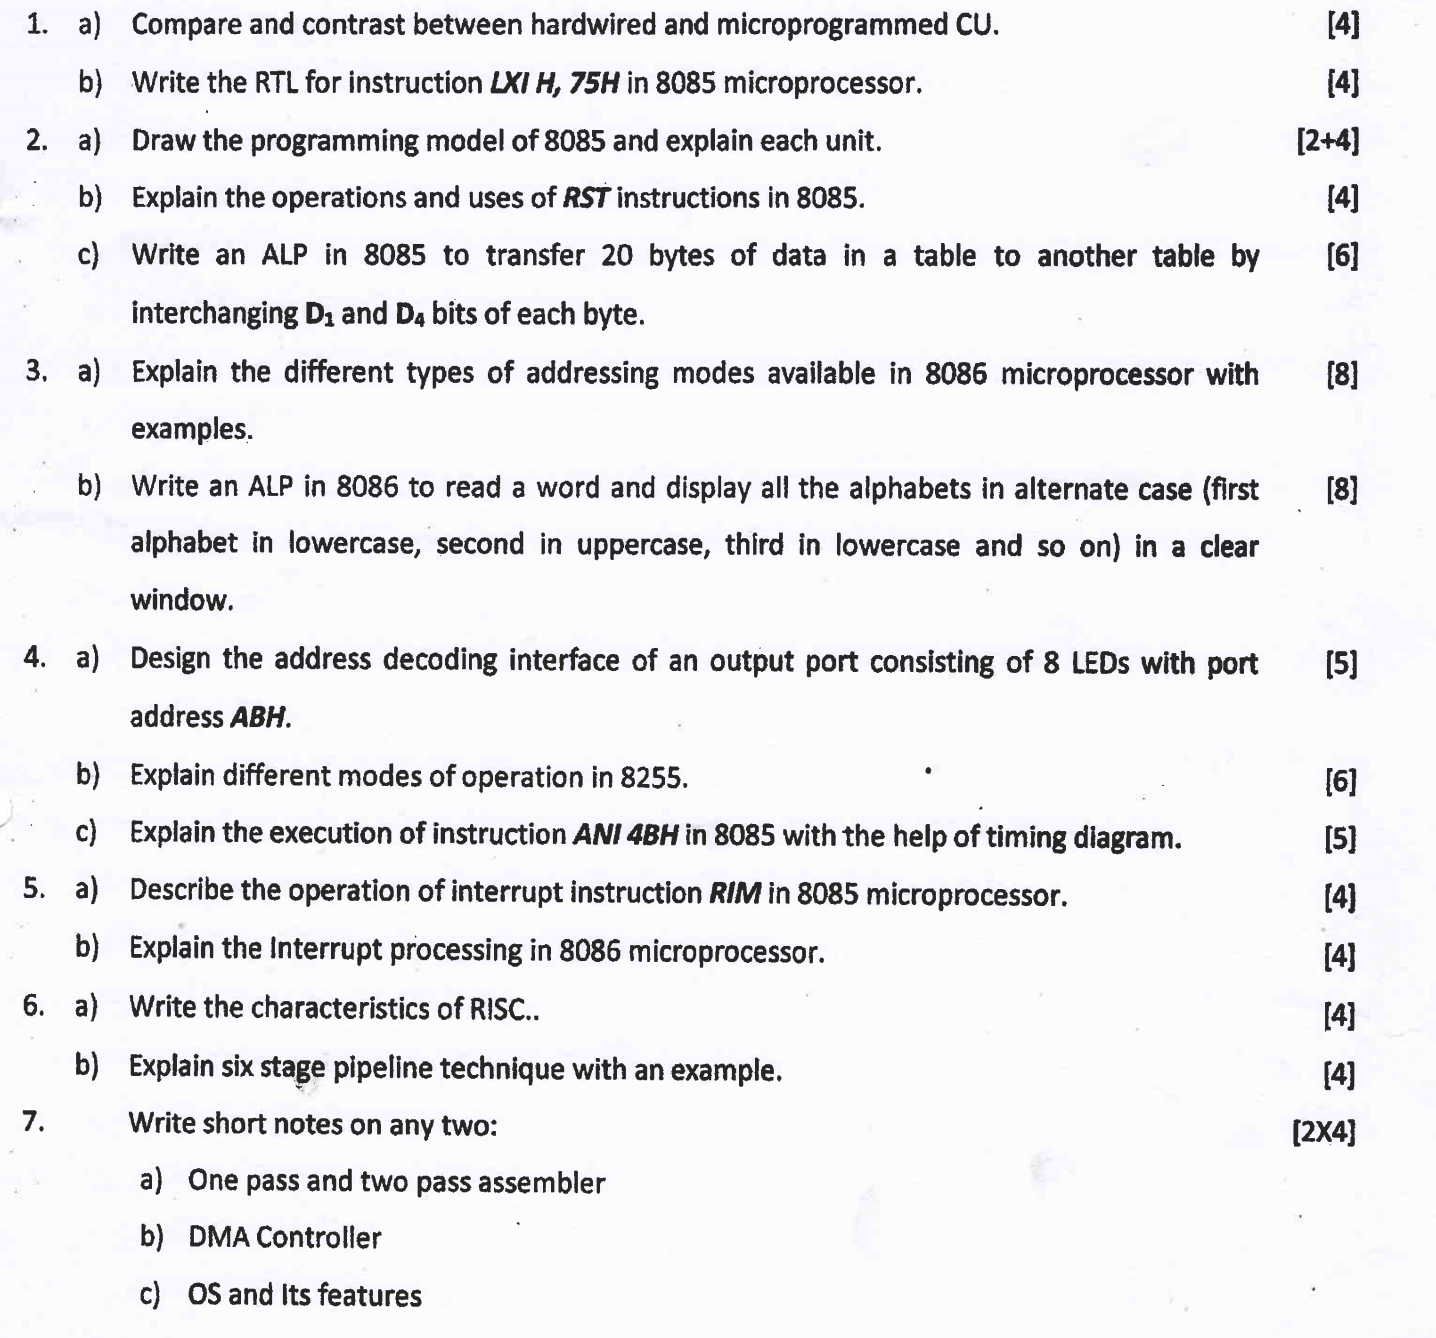 1. a) Compare and contrast between hardwired and microprogrammed CU. [4]
b) Write the RTL for instruction LXI H, 75H in 8085 microprocessor. [4]
2. a) Draw the programming model of 8085 and explain each unit. [2+4]
b) Explain the operations and uses of RST instructions in 8085. [4]
c) Write an ALP in 8085 to transfer 20 bytes of data in a table to another table by [6]
interchanging D₁ and D₄ bits of each byte.
3. a) Explain the different types of addressing modes available in 8086 microprocessor with [8]
examples.
b) Write an ALP in 8086 to read a word and display all the alphabets in alternate case (first [8]
alphabet in lowercase, second in uppercase, third in lowercase and so on) in a clear
window.
4. a) Design the address decoding interface of an output port consisting of 8 LEDs with port [5]
address ABH.
b) Explain different modes of operation in 8255. [6]
c) Explain the execution of instruction ANI 4BH in 8085 with the help of timing diagram. [5]
5. a) Describe the operation of interrupt instruction RIM in 8085 microprocessor. [4]
b) Explain the Interrupt processing in 8086 microprocessor. [4]
6. a) Write the characteristics of RISC.. [4]
b) Explain six stage pipeline technique with an example. [4]
7. Write short notes on any two: [2X4]
a) One pass and two pass assembler
b) DMA Controller
c) OS and Its features